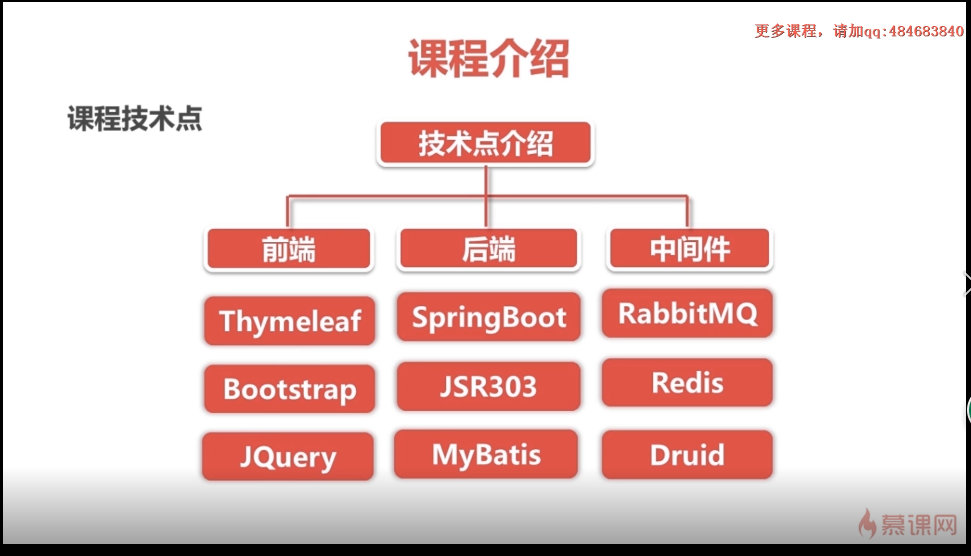 更多课程，请加qq:484683840
课程介绍
课程技术点
技术点介绍
前端
后端
中间件
Thymeleaf
SpringBoot
RabbitMQ
Bootstrap
JSR303
Redis
JQuery
MyBatis
Druid
慕课网